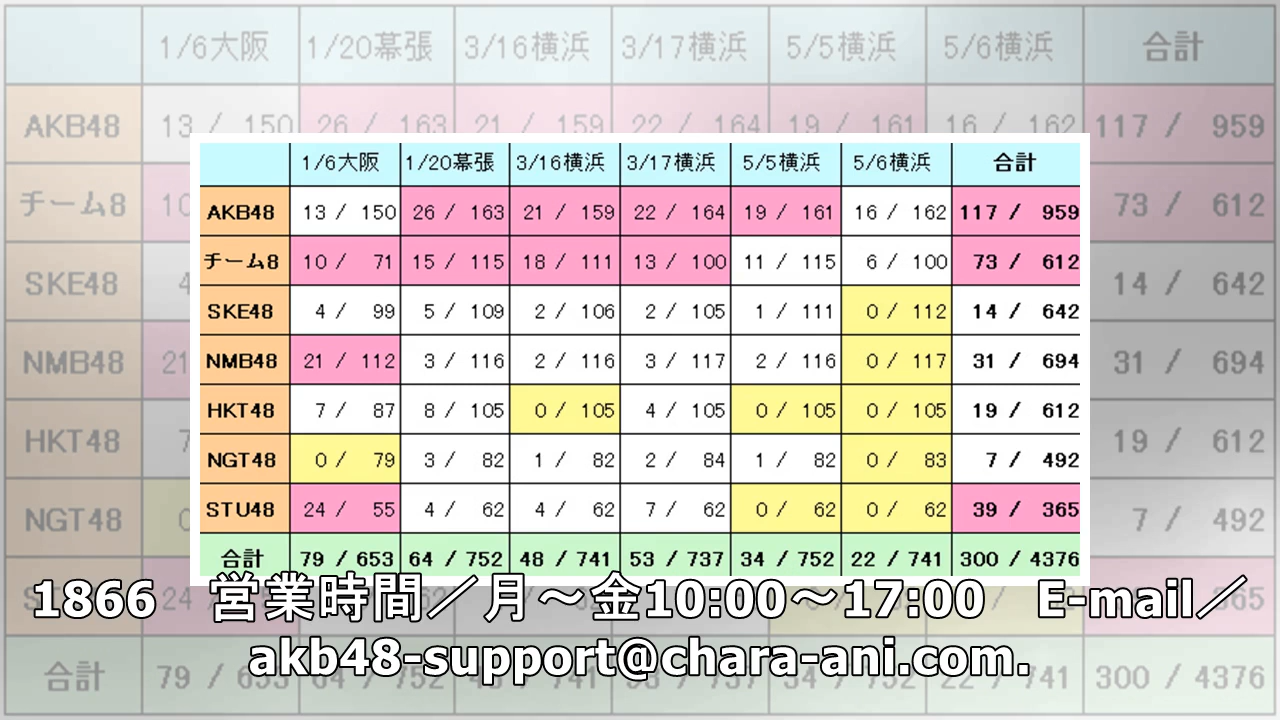 1/6大阪 1/20幕張 3/16横浜 3/17横浜 5/5横浜 5/6横浜 合計
AKB48 13 / 150 26 / 163 21 / 159 22 / 164 19 / 161 16 / 162 117 / 959
チーム8 10 / 71 15 / 115 18 / 111 13 / 100 11 / 115 6 / 100 73 / 612
SKE48 4 / 99 5 / 109 2 / 106 2 / 105 1 / 111 0 / 112 14 / 642
NMB48 21 / 112 3 / 116 2 / 116 3 / 117 2 / 116 0 / 117 31 / 694
HKT48 7 / 87 8 / 105 0 / 105 4 / 105 0 / 105 0 / 105 19 / 612
NGT48 0 / 79 3 / 82 1 / 82 2 / 84 1 / 82 0 / 83 7 / 492
STU48 24 / 55 4 / 62 4 / 62 7 / 62 0 / 62 0 / 62 39 / 365
合計 79 / 653 64 / 752 48 / 741 53 / 737 34 / 752 22 / 741 300 / 4376
1866 営業時間／月～金10:00～17:00 E-mail／
akb48-support@chara-ani.com.